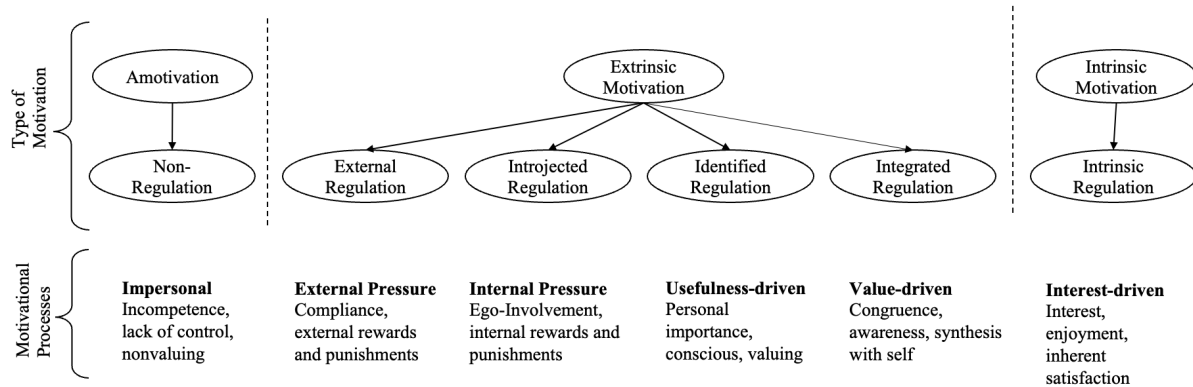 Type of
Motivation
Amotivation
Extrinsic
Motivation
Intrinsic
Motivation
Non-
Regulation
External
Regulation
Introjected
Regulation
Identified
Regulation
Integrated
Regulation
Intrinsic
Regulation
Motivational
Processes
Impersonal
Incompetence,
lack of control,
nonvaluing
External Pressure
Compliance,
external rewards
and punishments
Internal Pressure
Ego-Involvement,
internal rewards and
punishments
Usefulness-driven
Personal
importance,
conscious, valuing
Value-driven
Congruence,
awareness, synthesis
with self
Interest-driven
Interest,
enjoyment,
inherent
satisfaction